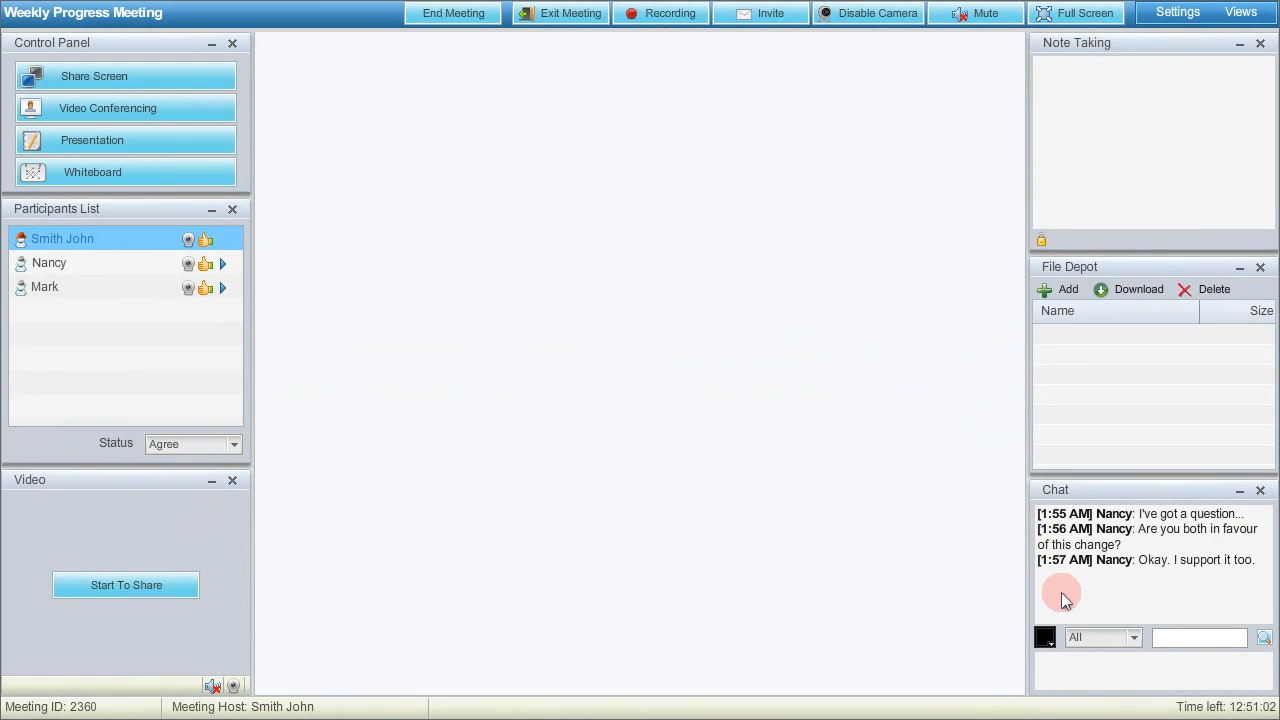 Weekly Progress Meeting
End Meeting
Exit Meeting
Recording
Invite
Disable Camera
Mute
Full Screen
Settings
Views
Control Panel
Share Screen
Video Conferencing
Presentation
Whiteboard
Participants List
Smith John
Nancy
Mark
Status
Agree
Video
Start To Share
Note Taking
File Depot
Add
Download
Delete
Name
Size
Chat
[1:55 AM] Nancy: I've got a question...
[1:56 AM] Nancy: Are you both in favour
of this change?
[1:57 AM] Nancy: Okay. I support it too.
All
Meeting ID: 2360
Meeting Host: Smith John
Time left: 12:51:02